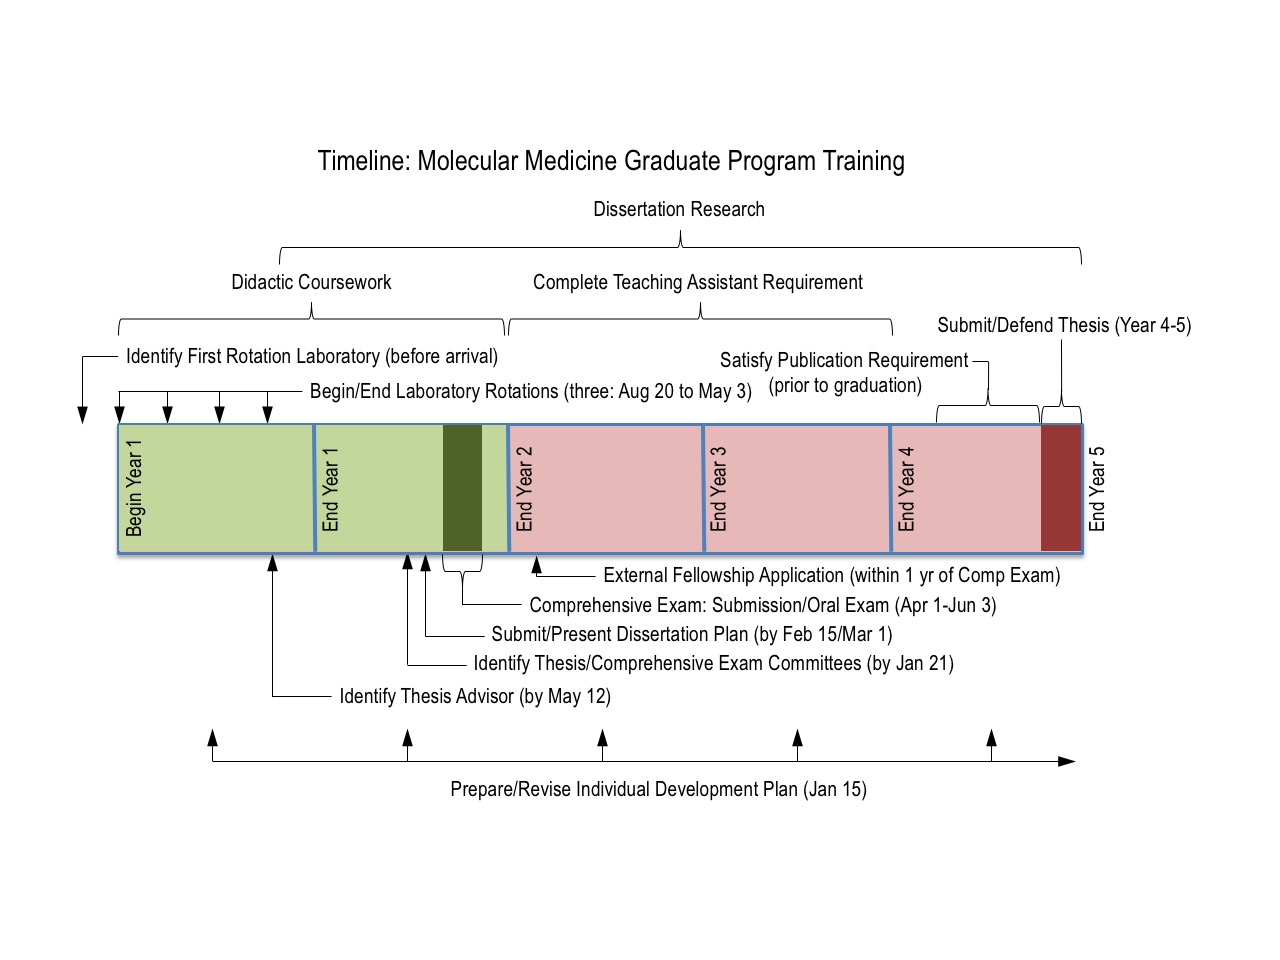 Timeline: Molecular Medicine Graduate Program Training
Dissertation Research
Didactic Coursework
Complete Teaching Assistant Requirement
Submit/Defend Thesis (Year 4-5)
Identify First Rotation Laboratory (before arrival)
Satisfy Publication Requirement
(prior to graduation)
Begin/End Laboratory Rotations (three: Aug 20 to May 3)
Begin Year 1
End Year 1
End Year 2
End Year 3
End Year 4
End Year 5
External Fellowship Application (within 1 yr of Comp Exam)
Comprehensive Exam: Submission/Oral Exam (Apr 1-Jun 3)
Submit/Present Dissertation Plan (by Feb 15/Mar 1)
Identify Thesis/Comprehensive Exam Committees (by Jan 21)
Identify Thesis Advisor (by May 12)
Prepare/Revise Individual Development Plan (Jan 15)